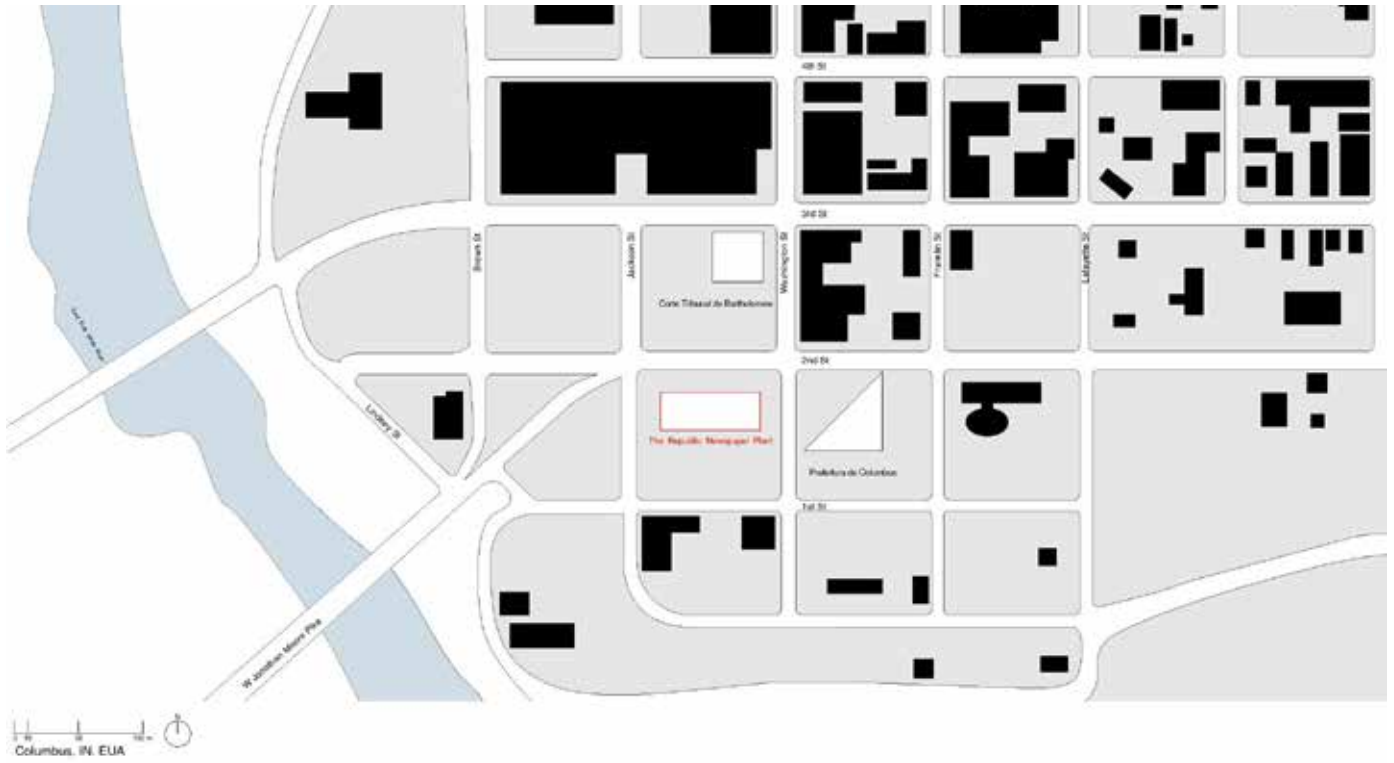 4th St
3rd St
Brown St
Jackson St
Washington St
Franklin St
Lafayette St
Corte Tribunal de Bartholomew
2nd St
Lindsey St
The Republic Newspaper Plant
Prefeitura de Columbus
1st St
W Jonathan Moore Pike
N
Columbus, IN. EUA